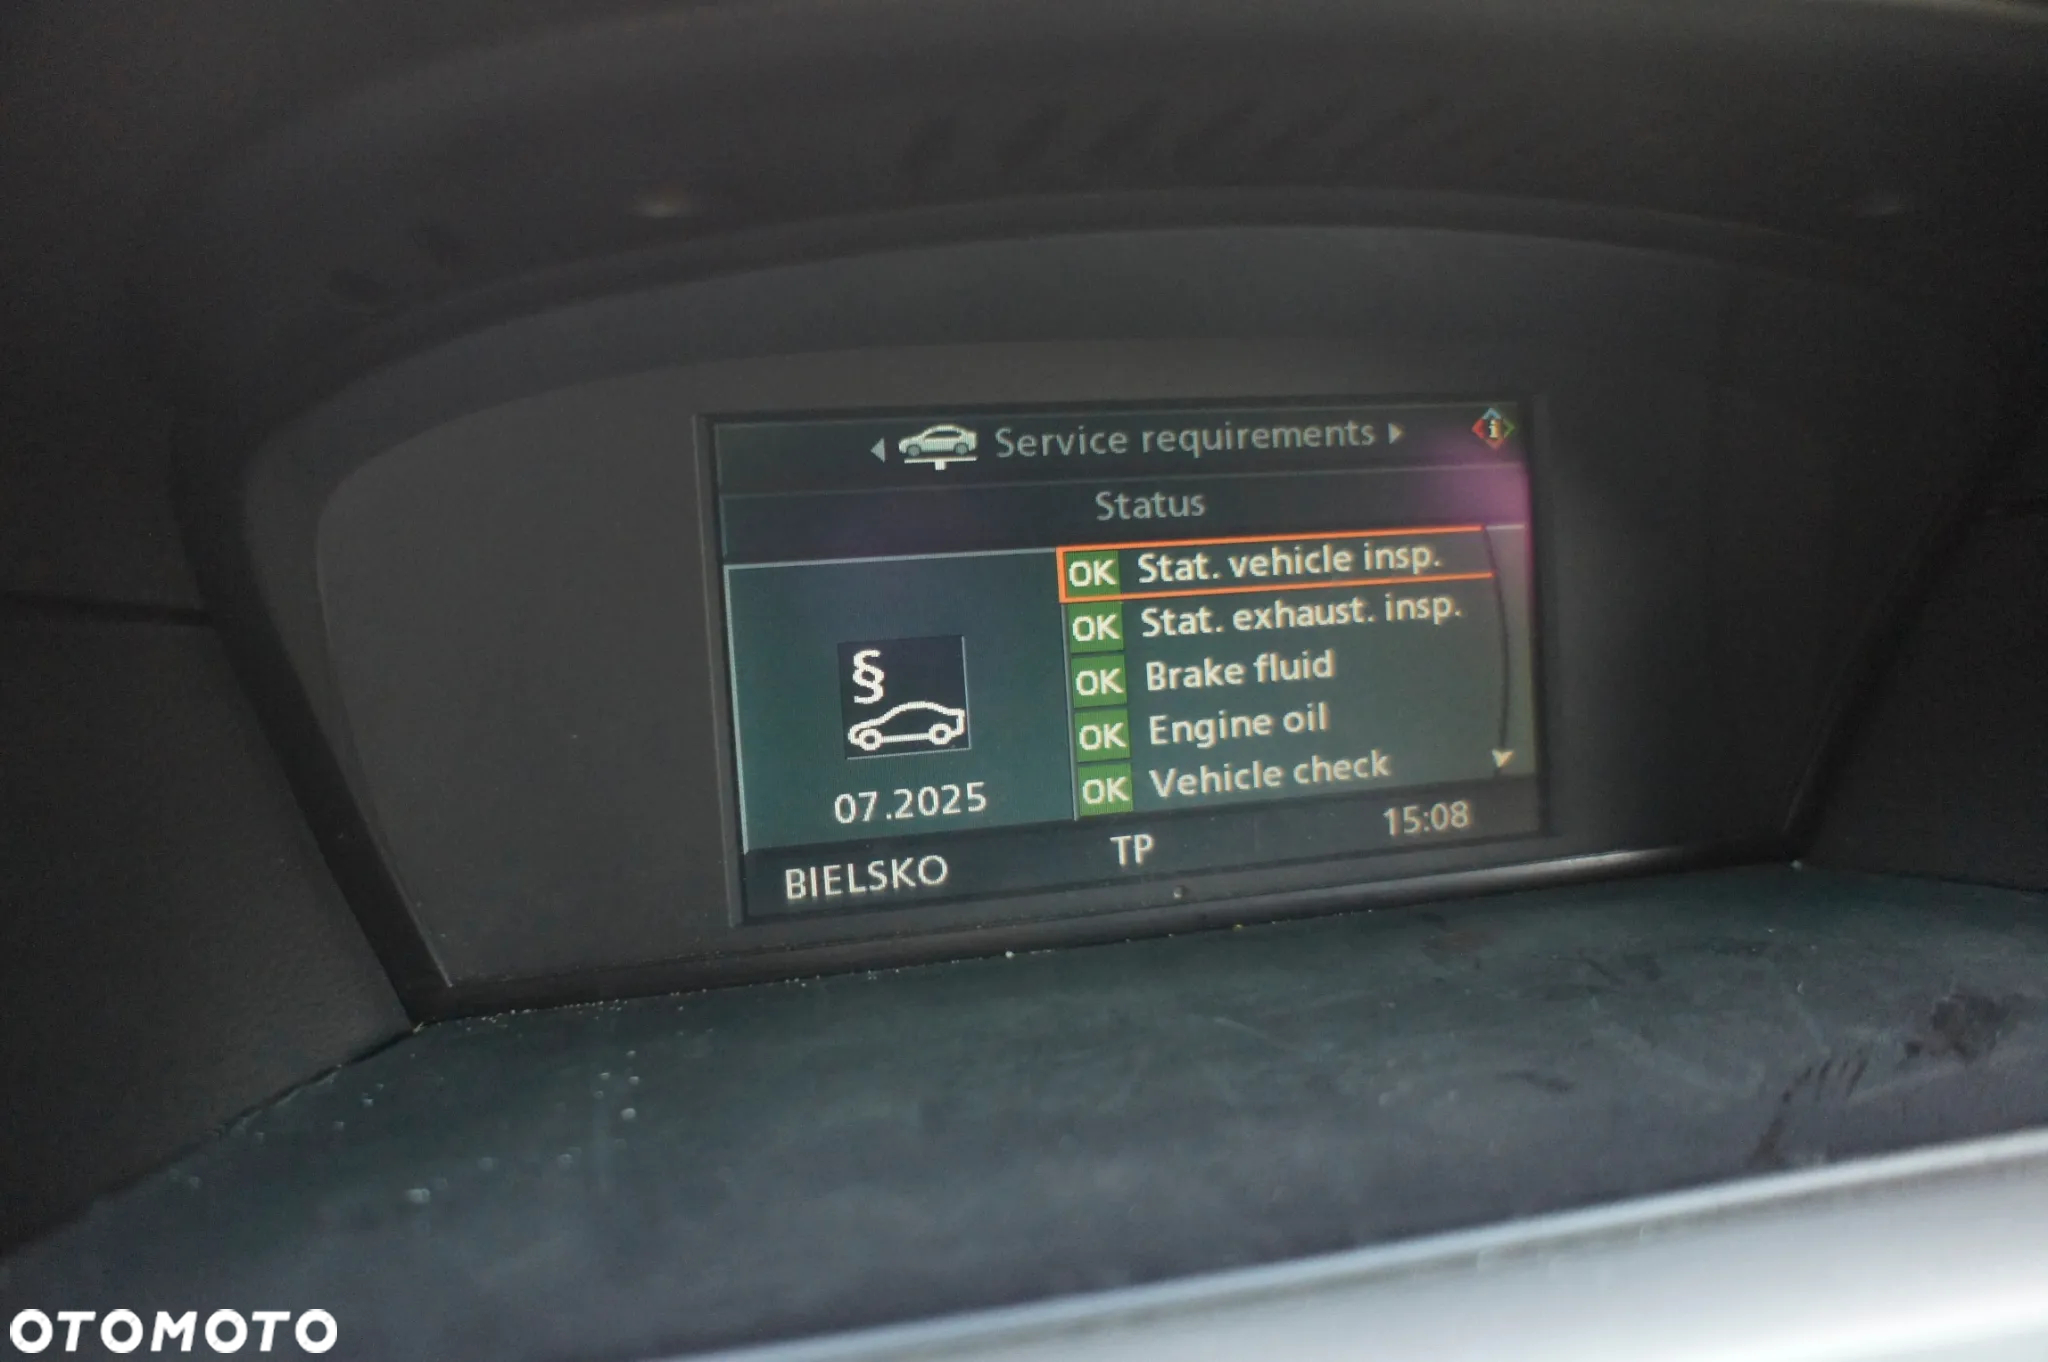 Service requirements
Status
OK Stat. vehicle insp.
OK Stat. exhaust. insp.
OK Brake fluid
OK Engine oil
OK Vehicle check
§
07.2025
BIELSKO TP 15:08
OTOMOTO